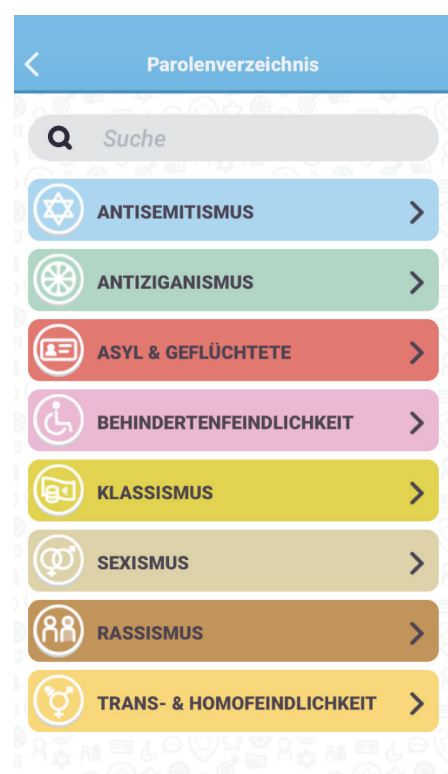 Parolenverzeichnis
Suche
ANTISEMITISMUS
ANTIZIGANISMUS
ASYL & GEFLÜCHTETE
BEHINDERTENFEINDLICHKEIT
KLASSISMUS
SEXISMUS
RASSISMUS
TRANS- & HOMOFEINDLICHKEIT